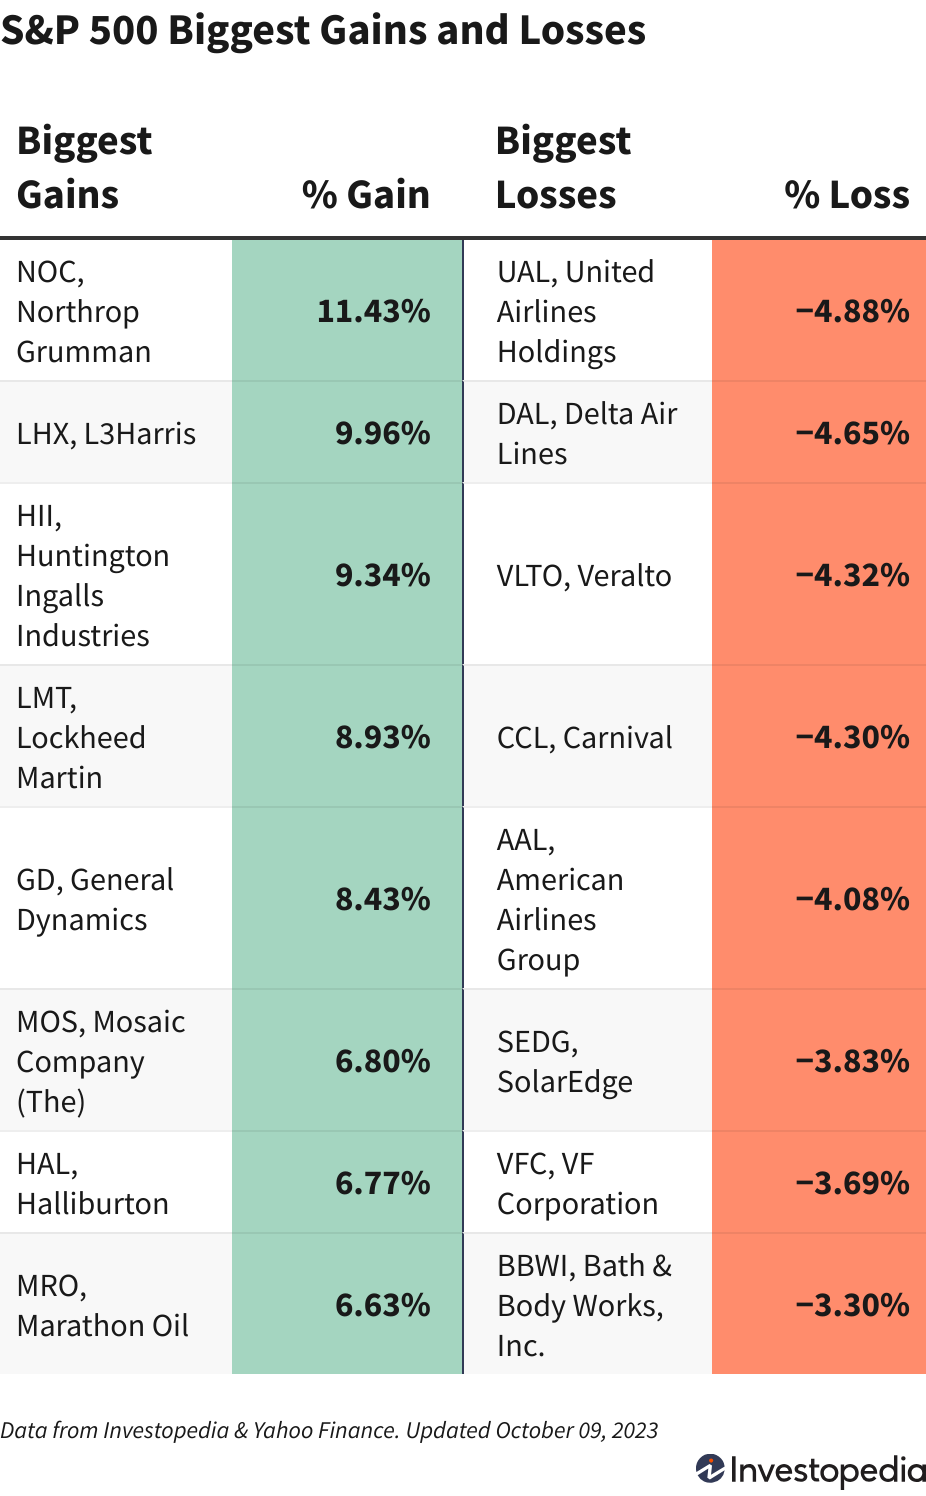 S&P 500 Biggest Gains and Losses
Biggest
Gains
% Gain
Biggest
Losses
% Loss
NOC,
Northrop
Grumman
11.43%
UAL, United
Airlines
Holdings
−4.88%
LHX, L3Harris
9.96%
DAL, Delta Air
Lines
−4.65%
HII,
Huntington
Ingalls
Industries
9.34%
VLTO, Veralto
−4.32%
LMT,
Lockheed
Martin
8.93%
CCL, Carnival
−4.30%
GD, General
Dynamics
8.43%
AAL,
American
Airlines
Group
−4.08%
MOS, Mosaic
Company
(The)
6.80%
SEDG,
SolarEdge
−3.83%
HAL,
Halliburton
6.77%
VFC, VF
Corporation
−3.69%
MRO,
Marathon Oil
6.63%
BBWI, Bath &
Body Works,
Inc.
−3.30%
Data from Investopedia & Yahoo Finance. Updated October 09, 2023
Investopedia